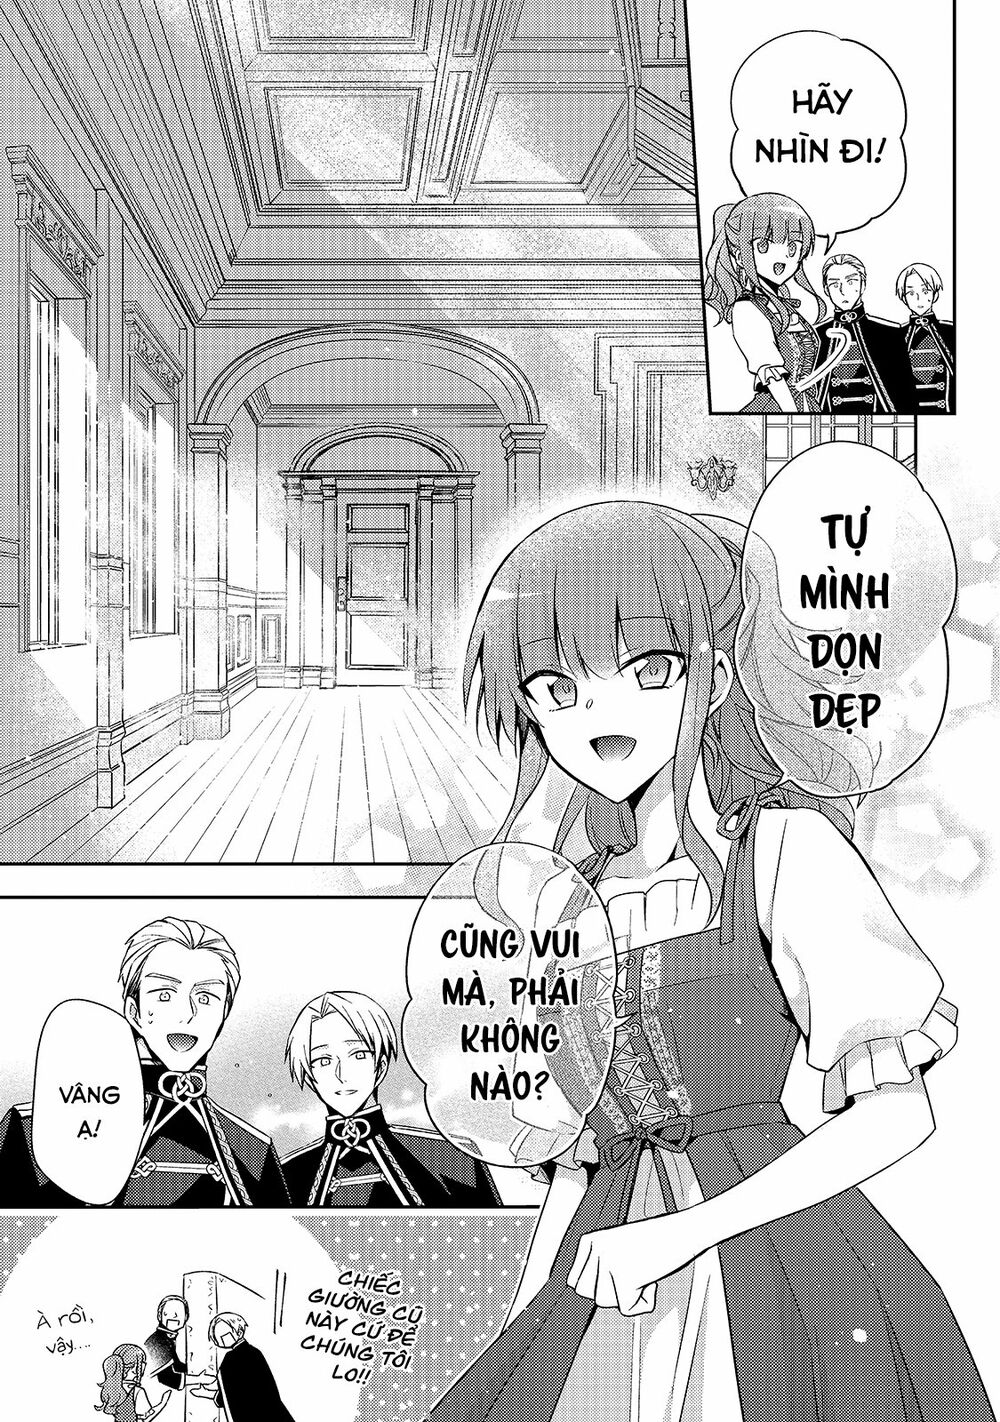 HÃY
NHÌN ĐI!
TỰ
MÌNH
DỌN
DẸP
CŨNG VUI
MÀ, PHẢI
KHÔNG
NÀO?
VÂNG
Ạ!
CHIẾC
GIƯỜNG CŨ
NÀY CỨ ĐỂ
CHÚNG TÔI
LO!!
À rồi,
vậy....